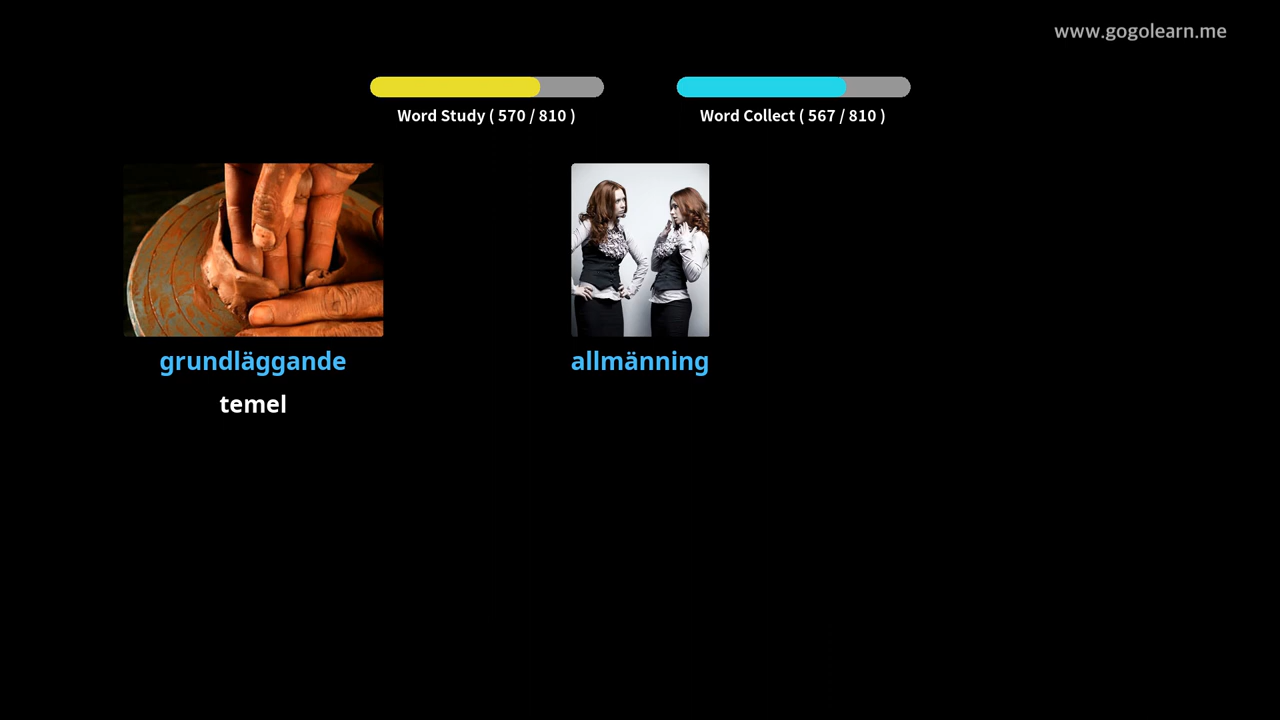 www.gogolearn.me
Word Study ( 570 / 810 )
Word Collect ( 567 / 810 )
grundläggande
allmänning
temel